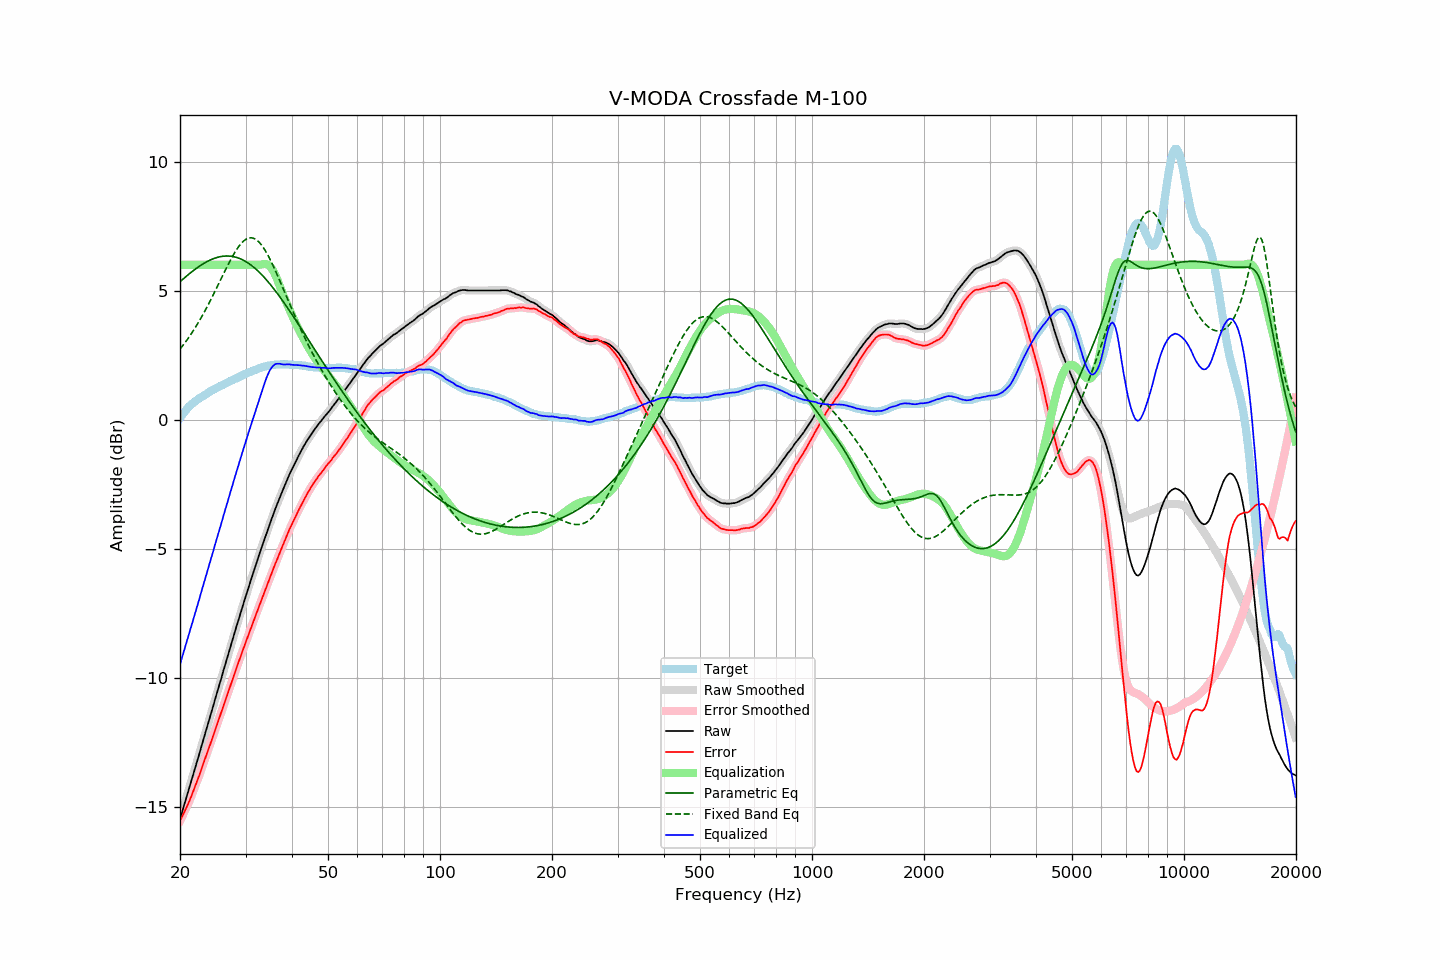 V-MODA Crossfade M-100
Amplitude (dBr)
10
5
0
−5
−10
−15
Target
Raw Smoothed
Error Smoothed
Raw
Error
Equalization
Parametric Eq
Fixed Band Eq
Equalized
20 50 100 200 500 1000 2000 5000 10000 20000
Frequency (Hz)